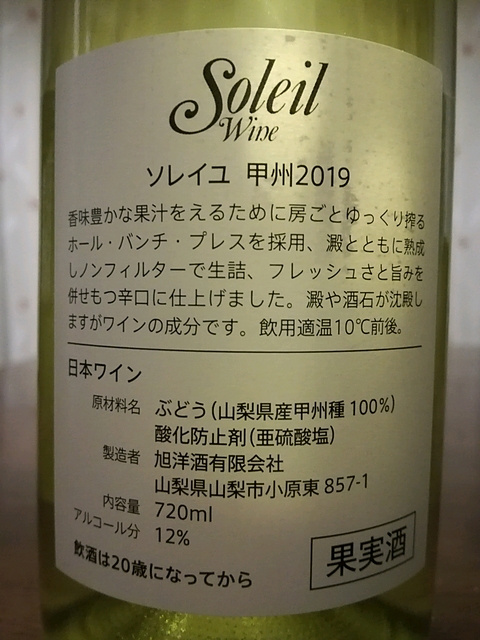 Soleil
Wine
ソレイユ 甲州2019
香味豊かな果汁をえるために房ごとゆっくり搾る
ホール・バンチ・プレスを採用、澱とともに熟成
しノンフィルターで生詰、フレッシュさと旨みを
併せもつ辛口に仕上げました。澱や酒石が沈殿し
ますがワインの成分です。飲用適温10℃前後。
日本ワイン
原材料名 ぶどう(山梨県産甲州種100%)
酸化防止剤(亜硫酸塩)
製造者 旭洋酒有限会社
山梨県山梨市小原東857-1
内容量 720ml
アルコール分 12%
飲酒は20歳になってから
果実酒